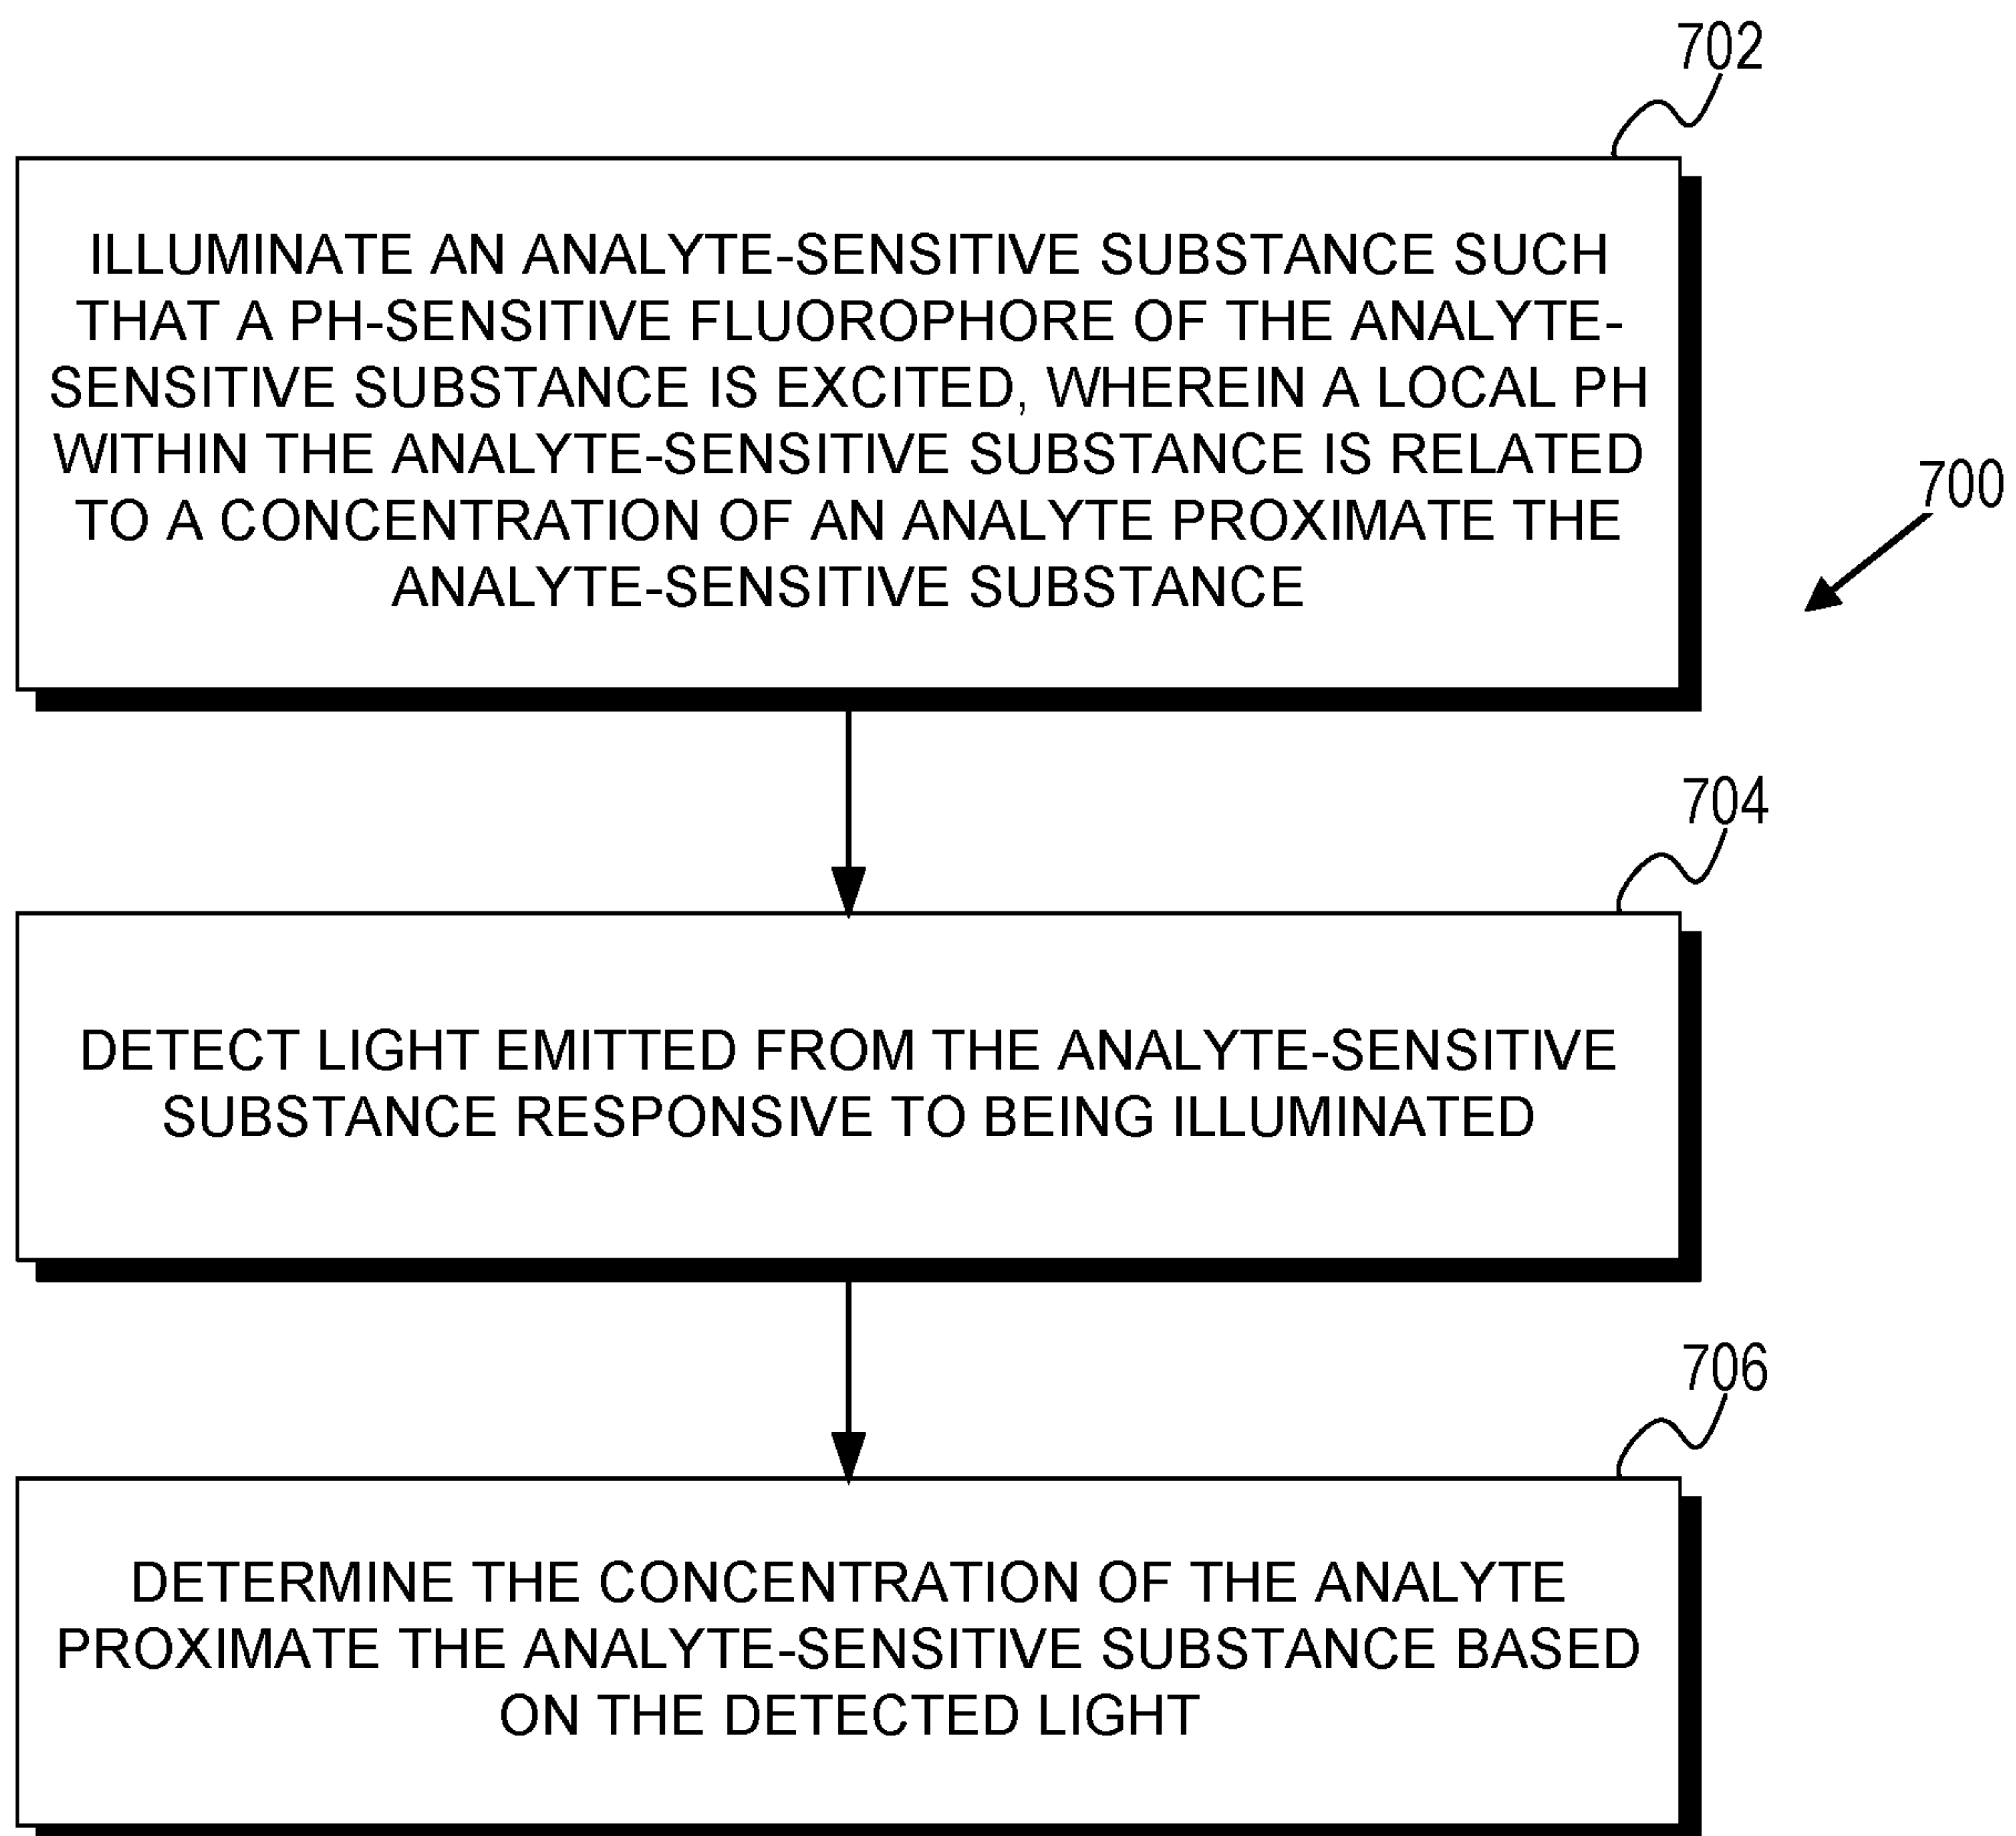 702
ILLUMINATE AN ANALYTE-SENSITIVE SUBSTANCE SUCH
THAT A PH-SENSITIVE FLUOROPHORE OF THE ANALYTE-
SENSITIVE SUBSTANCE IS EXCITED, WHEREIN A LOCAL PH
WITHIN THE ANALYTE-SENSITIVE SUBSTANCE IS RELATED
TO A CONCENTRATION OF AN ANALYTE PROXIMATE THE
ANALYTE-SENSITIVE SUBSTANCE
700
704
DETECT LIGHT EMITTED FROM THE ANALYTE-SENSITIVE
SUBSTANCE RESPONSIVE TO BEING ILLUMINATED
706
DETERMINE THE CONCENTRATION OF THE ANALYTE
PROXIMATE THE ANALYTE-SENSITIVE SUBSTANCE BASED
ON THE DETECTED LIGHT